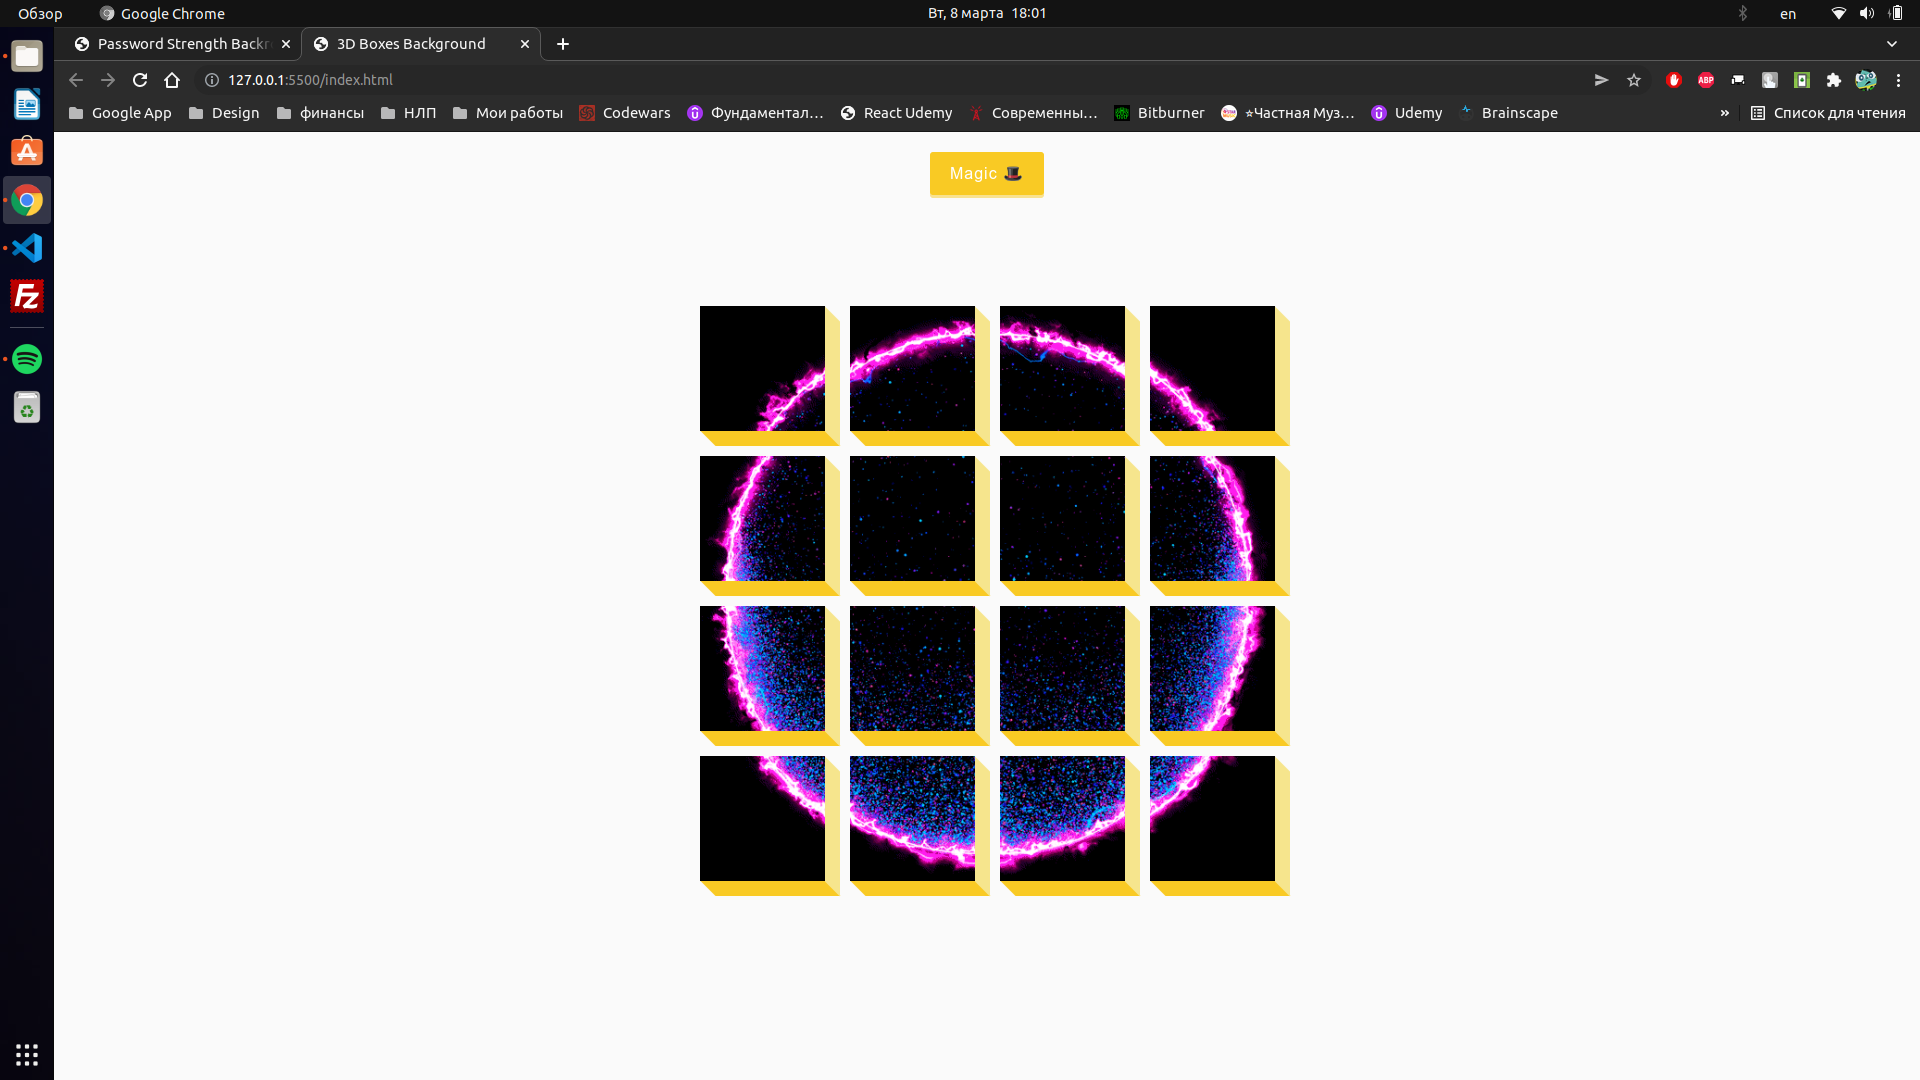 Обзор Google Chrome Вт, 8 марта 18:01 en
Password Strength Backr 3D Boxes Background
127.0.0.1:5500/index.html
ABP
Google App Design финансы НЛП Мои работы Codewars Фундаментал… React Udemy Современны… Bitburner ⭐Частная Муз… Udemy Brainscape » Список для чтения
Magic 🎩
Fz